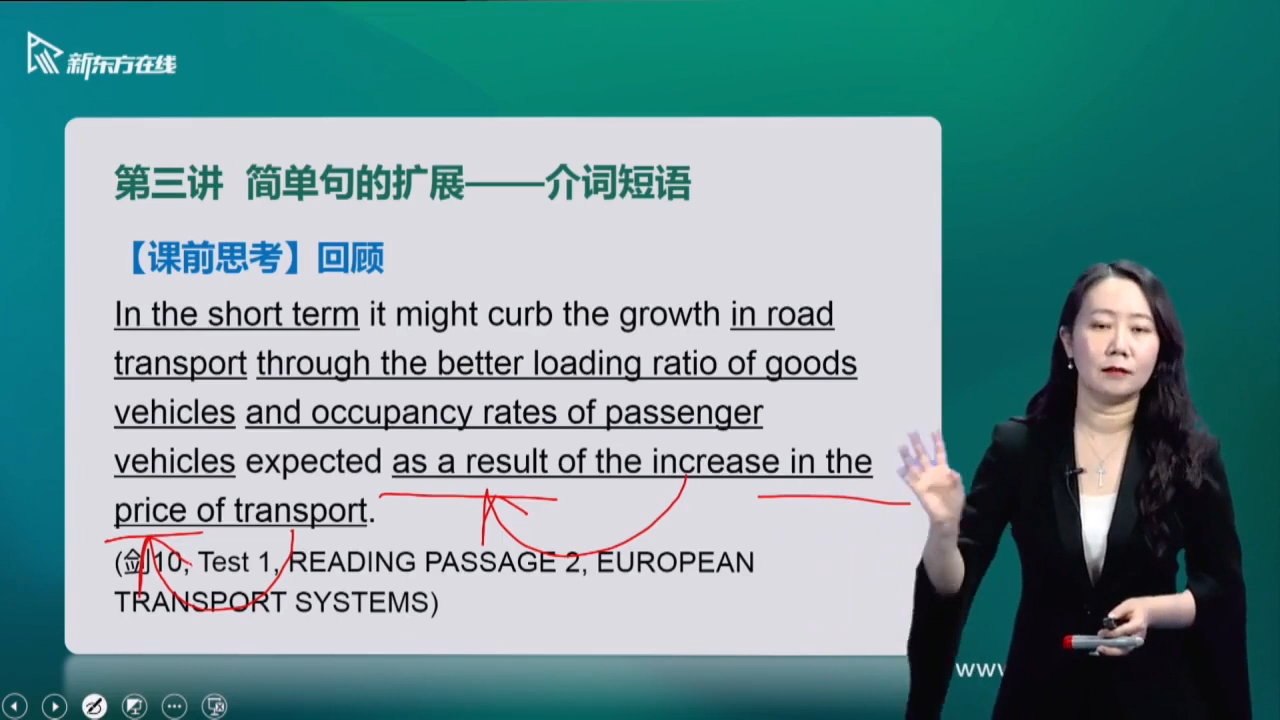 新东方在线
第三讲 简单句的扩展——介词短语
【课前思考】回顾
In the short term it might curb the growth in road
transport through the better loading ratio of goods
vehicles and occupancy rates of passenger
vehicles expected as a result of the increase in the
price of transport.
(剑10, Test 1, READING PASSAGE 2, EUROPEAN
TRANSPORT SYSTEMS)
www